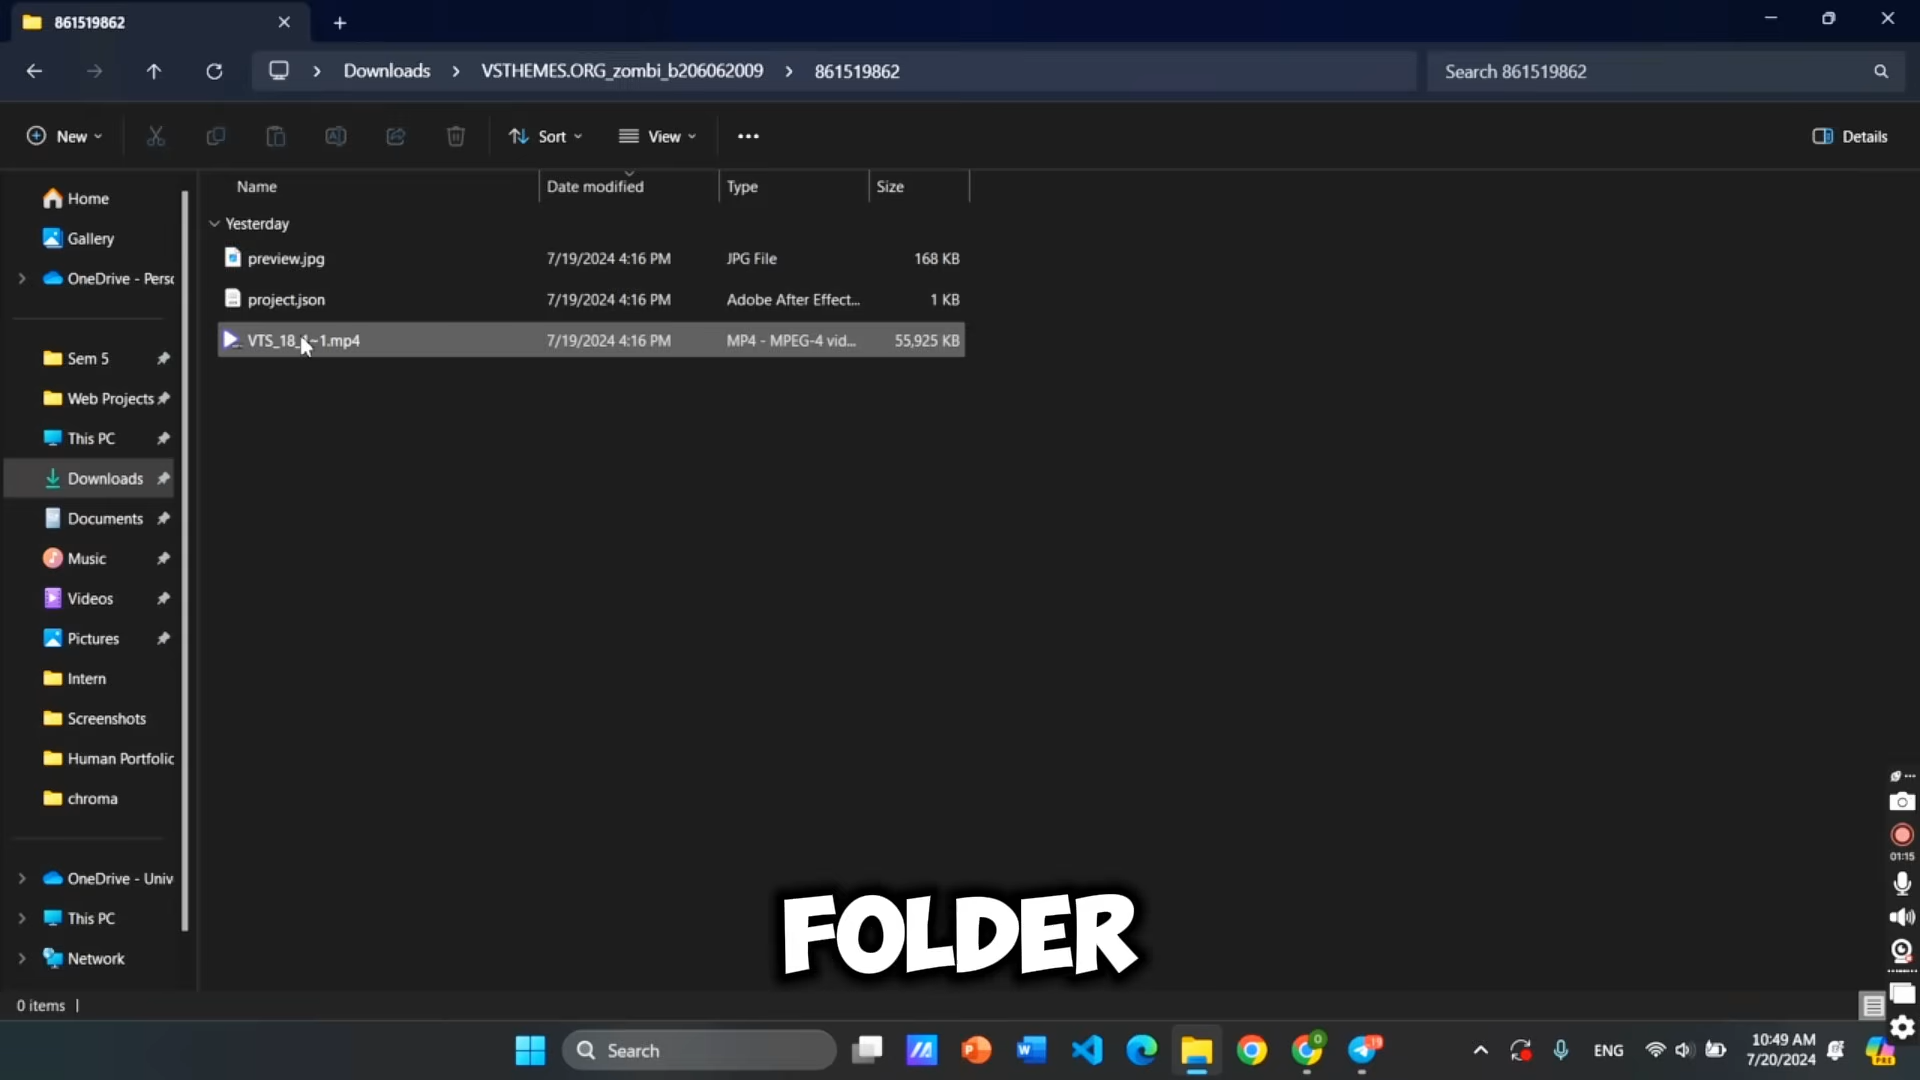 861519862
Downloads > VSTHEMES.ORG_zombi_b206062009 > 861519862
Search 861519862
New
Sort
View
Details
Name
Date modified
Type
Size
Yesterday
preview.jpg 7/19/2024 4:16 PM JPG File 168 KB
project.json 7/19/2024 4:16 PM Adobe After Effect... 1 KB
7/19/2024 4:16 PM MP4 - MPEG-4 vid... 55,925 KB
Home
Gallery
OneDrive - Perso
Sem 5
Web Projects
This PC
Downloads
Documents
Music
Videos
Pictures
Intern
Screenshots
Human Portfolio
chroma
OneDrive - Univ
This PC
Network
0 items
FOLDER
01:15
Search
ENG
10:49 AM
7/20/2024